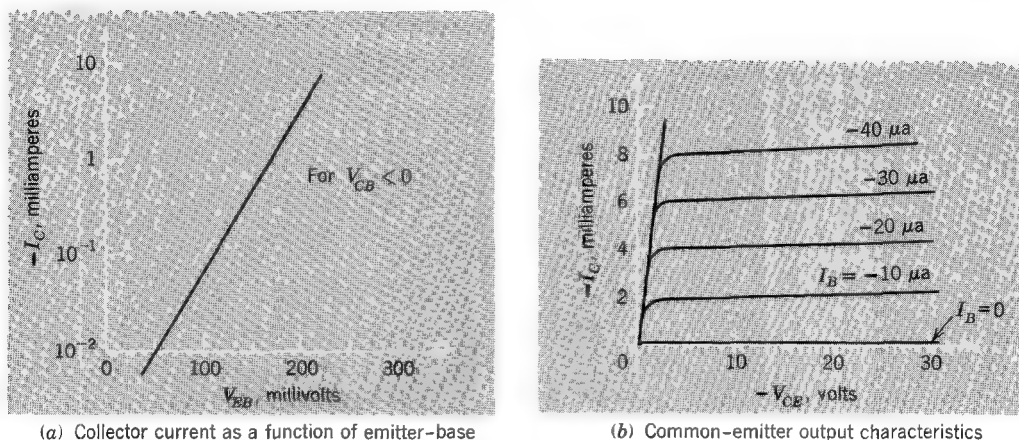 10
1
10⁻¹
10⁻²
−I_C, milliamperes
For V_CB < 0
0
100
200
300
V_EB, millivolts
(a) Collector current as a function of emitter-base
10
8
6
4
2
0
−I_C, milliamperes
−40 μa
−30 μa
−20 μa
I_B = −10 μa
I_B = 0
10
20
30
−V_CE, volts
(b) Common-emitter output characteristics